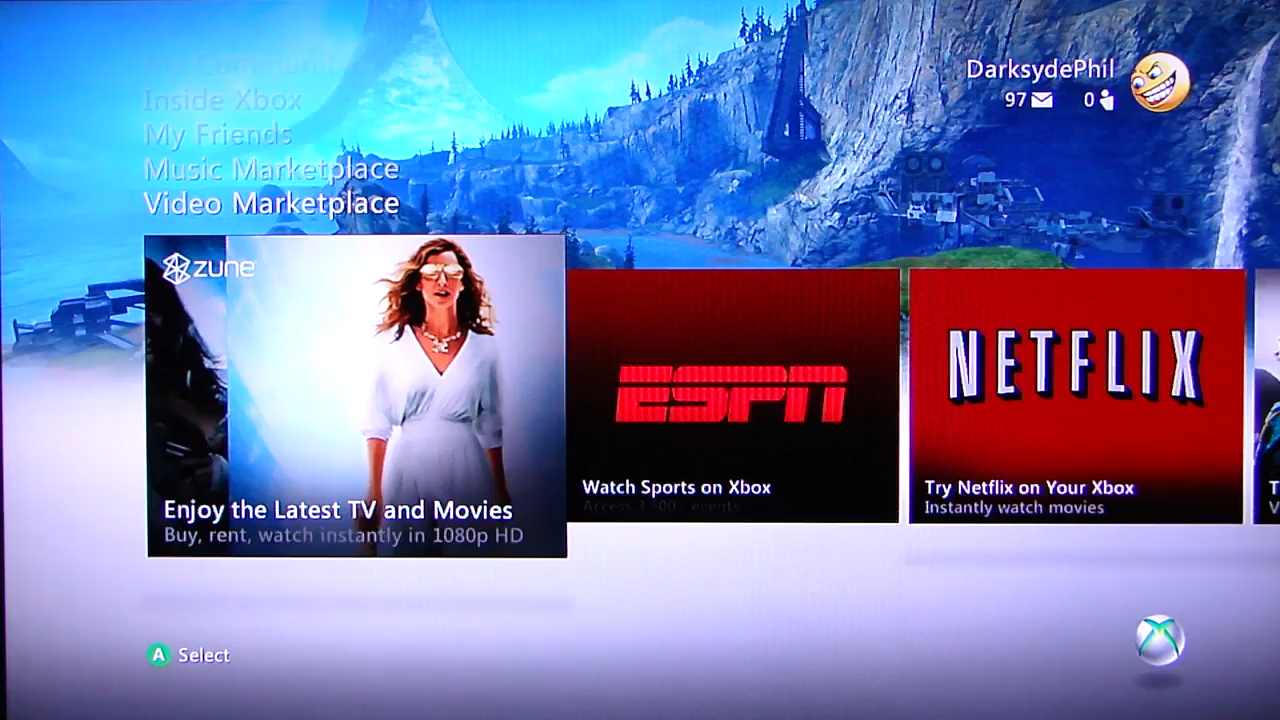 My Community
Inside Xbox
My Friends
Music Marketplace
Video Marketplace
DarksydePhil
97
0
zune
Enjoy the Latest TV and Movies
Buy, rent, watch instantly in 1080p HD
ESPN
Watch Sports on Xbox
NETFLIX
Try Netflix on Your Xbox
Instantly watch movies
A Select